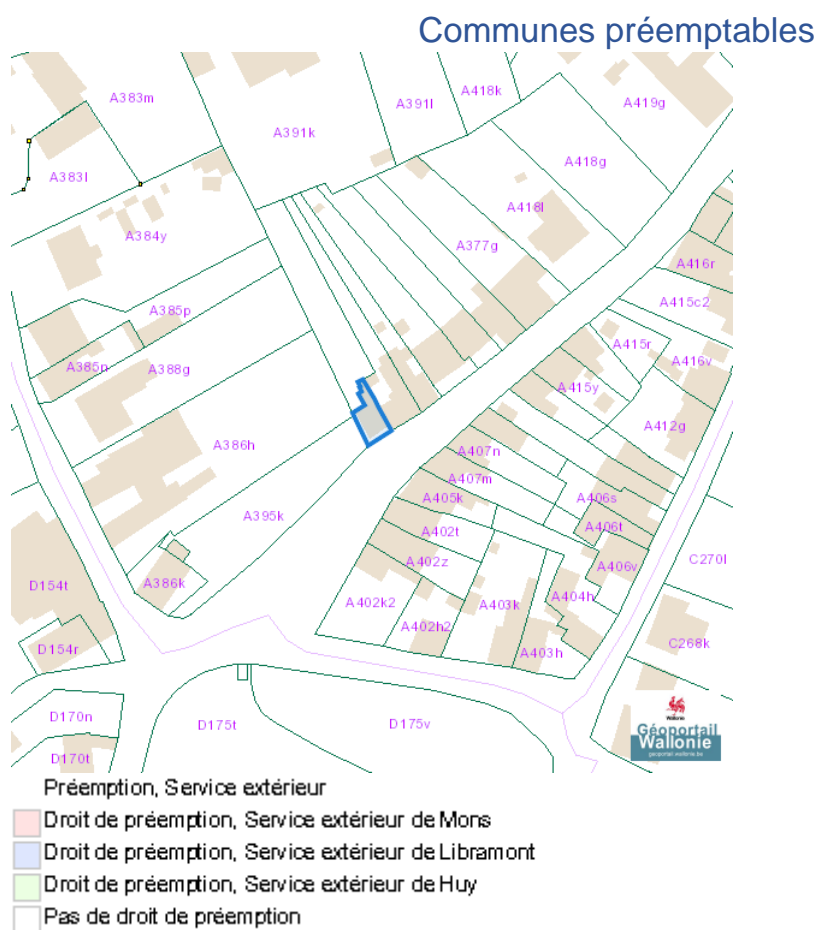 Communes préemptables
A383m
A391l
A418k
A419g
A391k
A383l
A418g
A418l
A384y
A377g
A416r
A415c2
A385p
A415r
A416v
A385n
A388g
A415y
A412g
A386h
A407n
A407m
A405k
A406s
A395k
A402t
A406t
C270l
A402z
A406v
D154t
A386k
A404h
A402k2
A403k
A402h2
C268k
D154r
A403h
D170n
D175t
D175v
Wallonie
Géoportail
Wallonie
geoportail.wallonie.be
D170t
Préemption, Service extérieur
Droit de préemption, Service extérieur de Mons
Droit de préemption, Service extérieur de Libramont
Droit de préemption, Service extérieur de Huy
Pas de droit de préemption